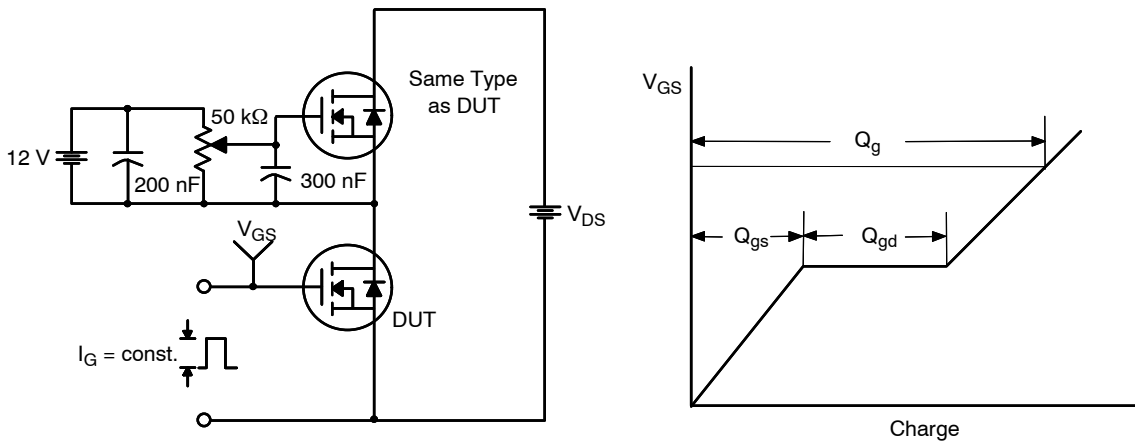 Same Type
as DUT
50 kΩ
12 V
200 nF
300 nF
V_GS
V_DS
DUT
I_G = const.
V_GS
Q_g
Q_gs
Q_gd
Charge